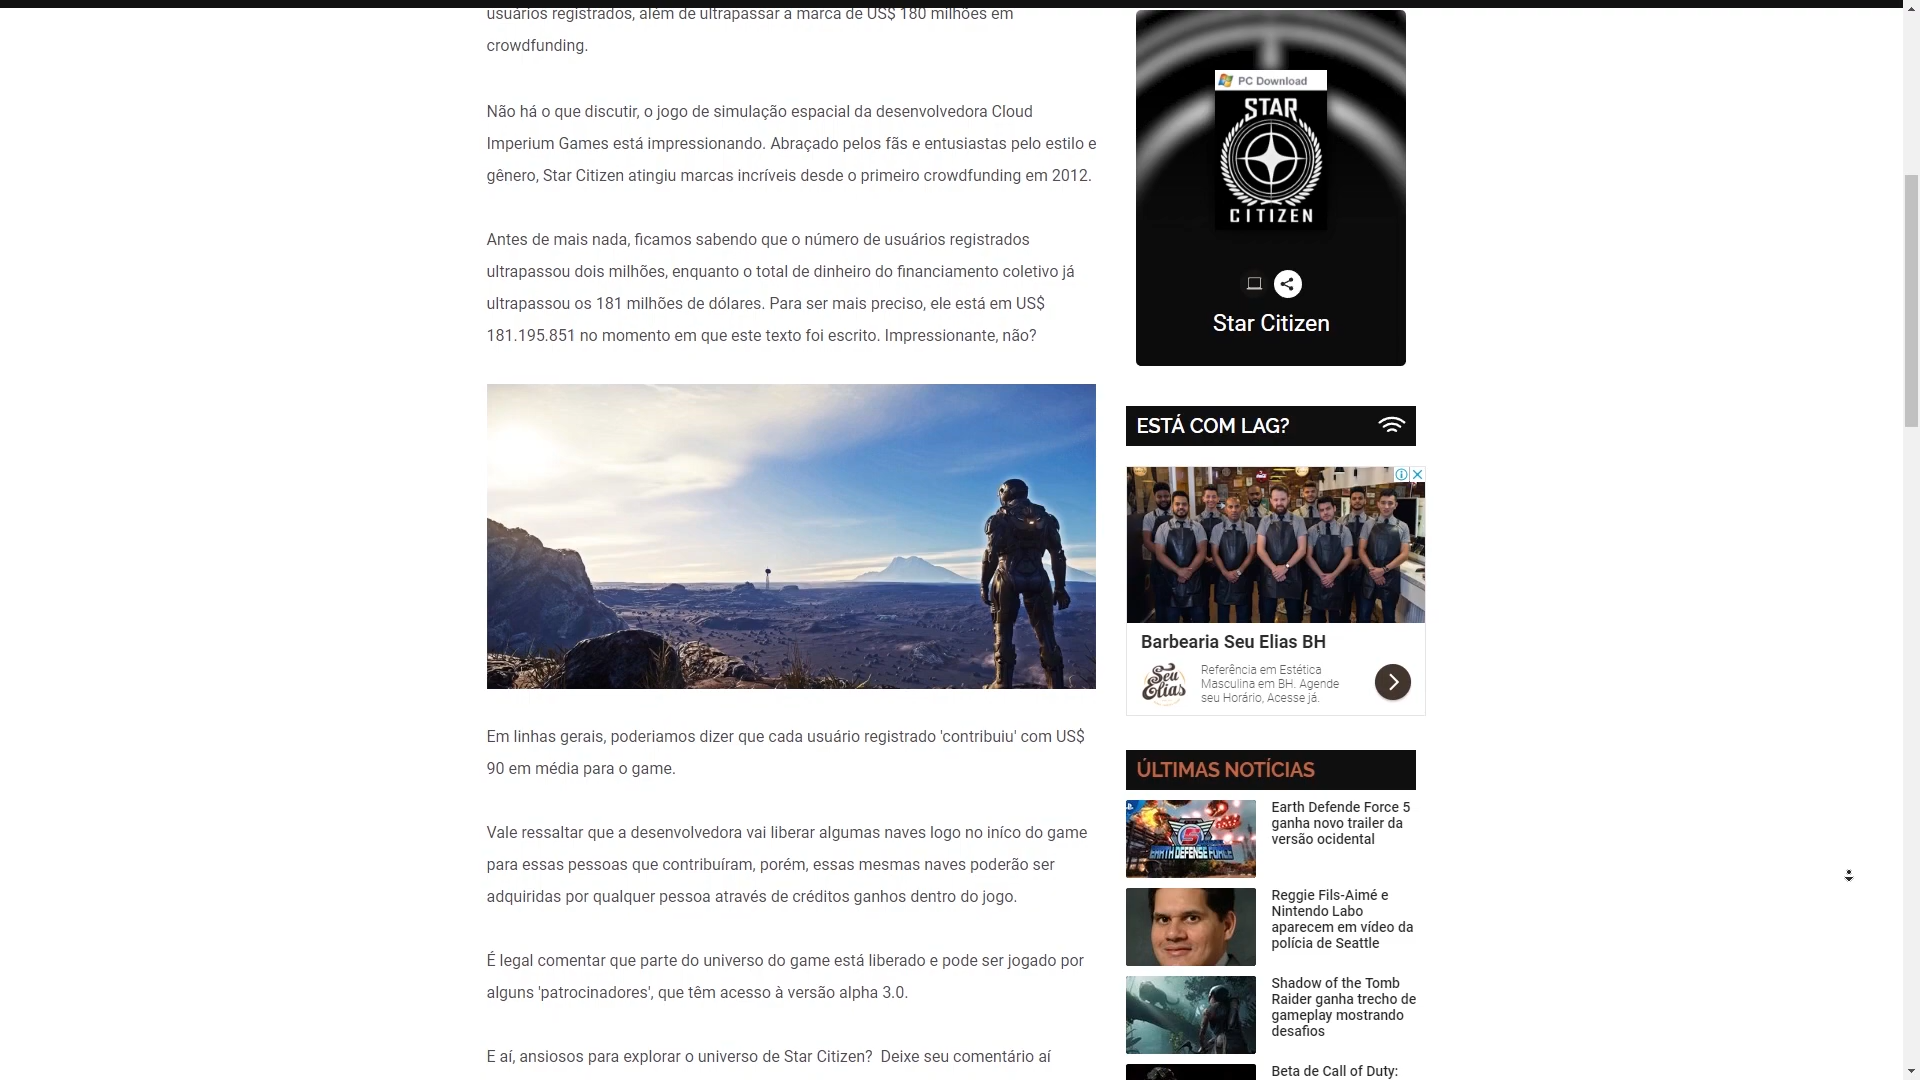 usuários registrados, além de ultrapassar a marca de US$ 180 milhões em
crowdfunding.
Não há o que discutir, o jogo de simulação espacial da desenvolvedora Cloud
Imperium Games está impressionando. Abraçado pelos fãs e entusiastas pelo estilo e
gênero, Star Citizen atingiu marcas incríveis desde o primeiro crowdfunding em 2012.
Antes de mais nada, ficamos sabendo que o número de usuários registrados
ultrapassou dois milhões, enquanto o total de dinheiro do financiamento coletivo já
ultrapassou os 181 milhões de dólares. Para ser mais preciso, ele está em US$
181.195.851 no momento em que este texto foi escrito. Impressionante, não?
Em linhas gerais, poderiamos dizer que cada usuário registrado 'contribuiu' com US$
90 em média para o game.
Vale ressaltar que a desenvolvedora vai liberar algumas naves logo no iníco do game
para essas pessoas que contribuíram, porém, essas mesmas naves poderão ser
adquiridas por qualquer pessoa através de créditos ganhos dentro do jogo.
É legal comentar que parte do universo do game está liberado e pode ser jogado por
alguns 'patrocinadores', que têm acesso à versão alpha 3.0.
E aí, ansiosos para explorar o universo de Star Citizen?  Deixe seu comentário aí
PC Download
STAR
CITIZEN
Star Citizen
ESTÁ COM LAG?
Barbearia Seu Elias BH
Seu
Elias
Referência em Estética
Masculina em BH. Agende
seu Horário, Acesse já.
ÚLTIMAS NOTÍCIAS
EARTH DEFENSE FORCE
5
Earth Defende Force 5
ganha novo trailer da
versão ocidental
Reggie Fils-Aimé e
Nintendo Labo
aparecem em vídeo da
polícia de Seattle
Shadow of the Tomb
Raider ganha trecho de
gameplay mostrando
desafios
Beta de Call of Duty: